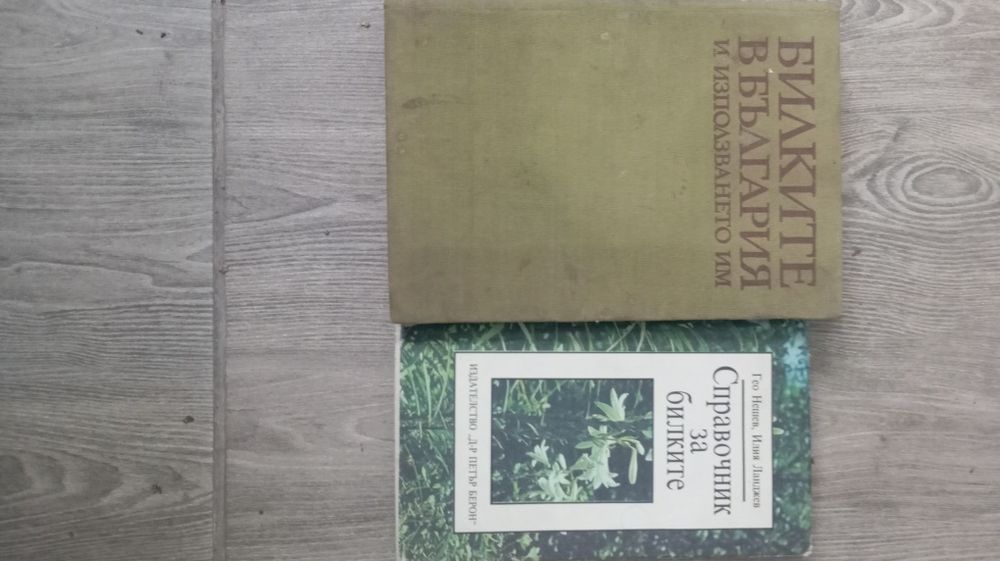 БИЛКИТЕ
В БЪЛГАРИЯ
И ИЗПОЛЗВАНЕТО ИМ
Гео Нешев, Илия Ланджев
Справочник
за
билките
ИЗДАТЕЛСТВО „Д-Р ПЕТЪР БЕРОН"